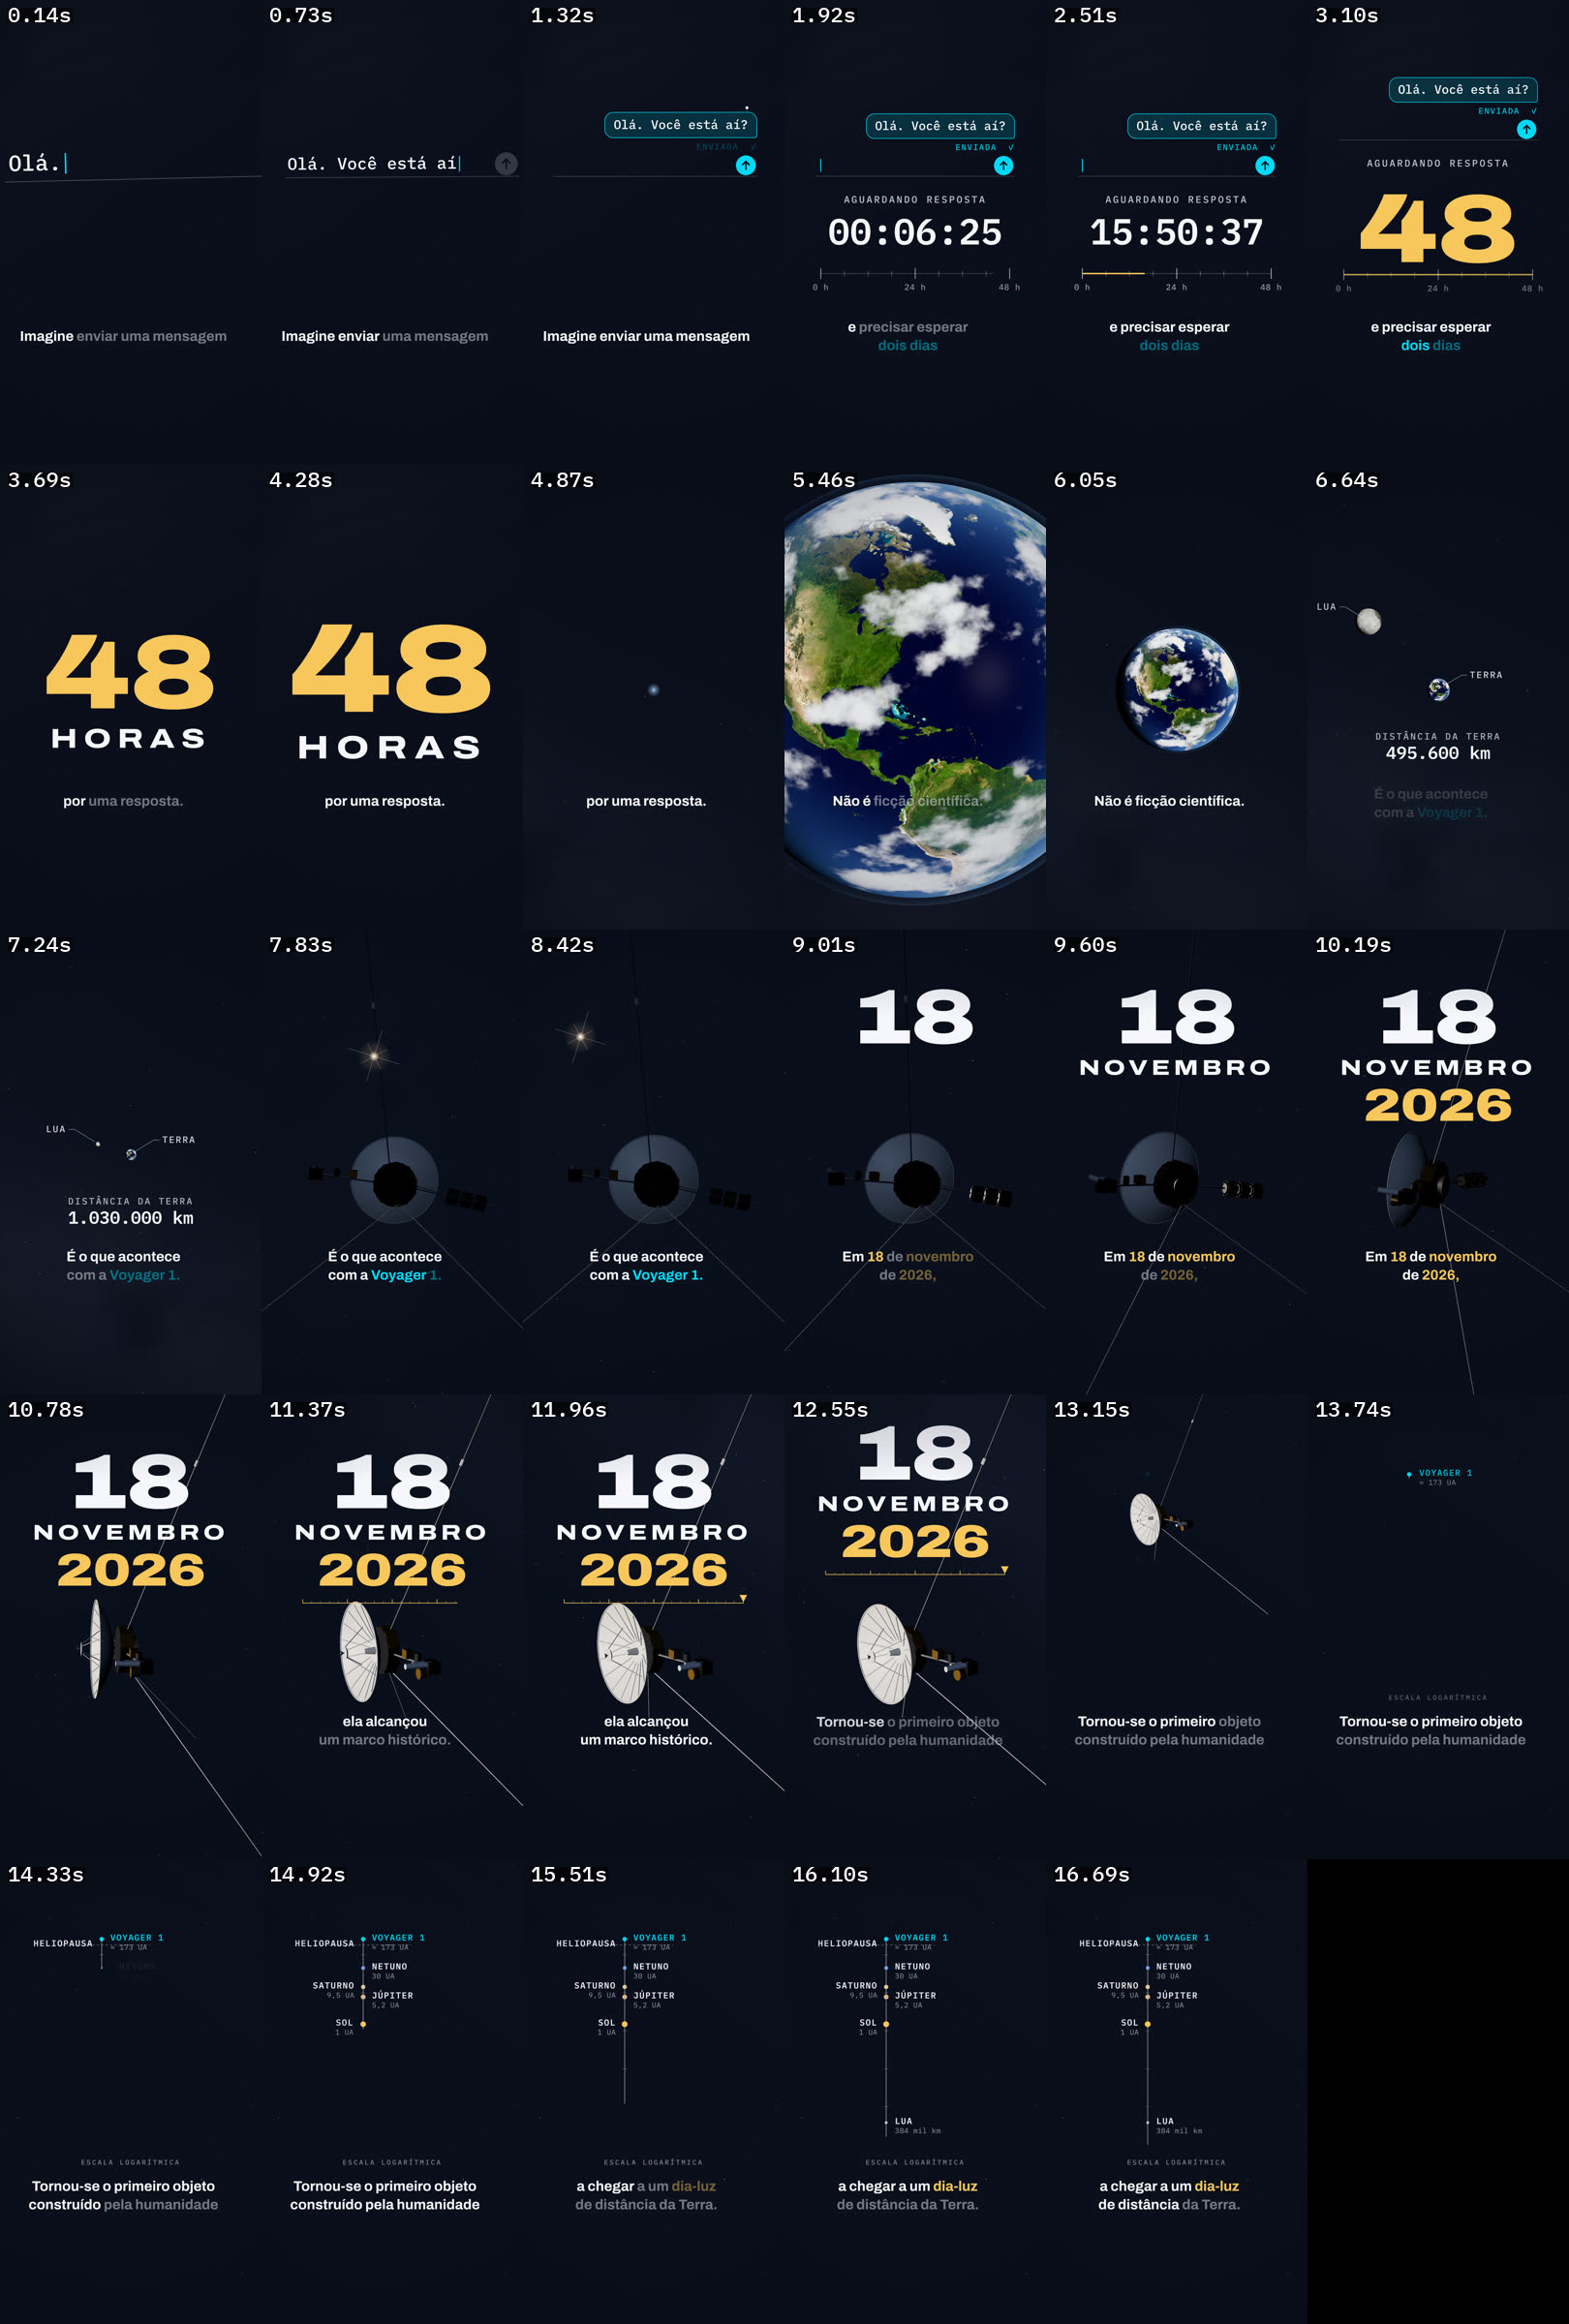 0.14s
Olá.
Imagine enviar uma mensagem
0.73s
Olá. Você está aí
Imagine enviar uma mensagem
1.32s
Olá. Você está aí?
ENVIADA ✓
Imagine enviar uma mensagem
1.92s
Olá. Você está aí?
ENVIADA ✓
AGUARDANDO RESPOSTA
00:06:25
0 h 24 h 48 h
e precisar esperar
dois dias
2.51s
Olá. Você está aí?
ENVIADA ✓
AGUARDANDO RESPOSTA
15:50:37
0 h 24 h 48 h
e precisar esperar
dois dias
3.10s
Olá. Você está aí?
ENVIADA ✓
AGUARDANDO RESPOSTA
48
0 h 24 h 48 h
e precisar esperar
dois dias
3.69s
48
HORAS
por uma resposta.
4.28s
48
HORAS
por uma resposta.
4.87s
por uma resposta.
5.46s
Não é ficção científica.
6.05s
Não é ficção científica.
6.64s
LUA
TERRA
DISTÂNCIA DA TERRA
495.600 km
É o que acontece
com a Voyager 1.
7.24s
LUA
TERRA
DISTÂNCIA DA TERRA
1.030.000 km
É o que acontece
com a Voyager 1.
7.83s
É o que acontece
com a Voyager 1.
8.42s
É o que acontece
com a Voyager 1.
9.01s
18
Em 18 de novembro
de 2026,
9.60s
18
NOVEMBRO
Em 18 de novembro
de 2026,
10.19s
18
NOVEMBRO
2026
Em 18 de novembro
de 2026,
10.78s
18
NOVEMBRO
2026
11.37s
18
NOVEMBRO
2026
ela alcançou
um marco histórico.
11.96s
18
NOVEMBRO
2026
ela alcançou
um marco histórico.
12.55s
18
NOVEMBRO
2026
Tornou-se o primeiro objeto
construído pela humanidade
13.15s
Tornou-se o primeiro objeto
construído pela humanidade
13.74s
VOYAGER 1
≈ 173 UA
ESCALA LOGARÍTMICA
Tornou-se o primeiro objeto
construído pela humanidade
14.33s
VOYAGER 1
HELIOPAUSA
≈ 173 UA
NETUNO
ESCALA LOGARÍTMICA
Tornou-se o primeiro objeto
construído pela humanidade
14.92s
VOYAGER 1
HELIOPAUSA
≈ 173 UA
NETUNO
30 UA
SATURNO
9,5 UA
JÚPITER
5,2 UA
SOL
1 UA
ESCALA LOGARÍTMICA
Tornou-se o primeiro objeto
construído pela humanidade
15.51s
VOYAGER 1
HELIOPAUSA
≈ 173 UA
NETUNO
30 UA
SATURNO
9,5 UA
JÚPITER
5,2 UA
SOL
1 UA
ESCALA LOGARÍTMICA
a chegar a um dia-luz
de distância da Terra.
16.10s
VOYAGER 1
HELIOPAUSA
≈ 173 UA
NETUNO
30 UA
SATURNO
9,5 UA
JÚPITER
5,2 UA
SOL
1 UA
LUA
384 mil km
ESCALA LOGARÍTMICA
a chegar a um dia-luz
de distância da Terra.
16.69s
VOYAGER 1
HELIOPAUSA
≈ 173 UA
NETUNO
30 UA
SATURNO
9,5 UA
JÚPITER
5,2 UA
SOL
1 UA
LUA
384 mil km
ESCALA LOGARÍTMICA
a chegar a um dia-luz
de distância da Terra.